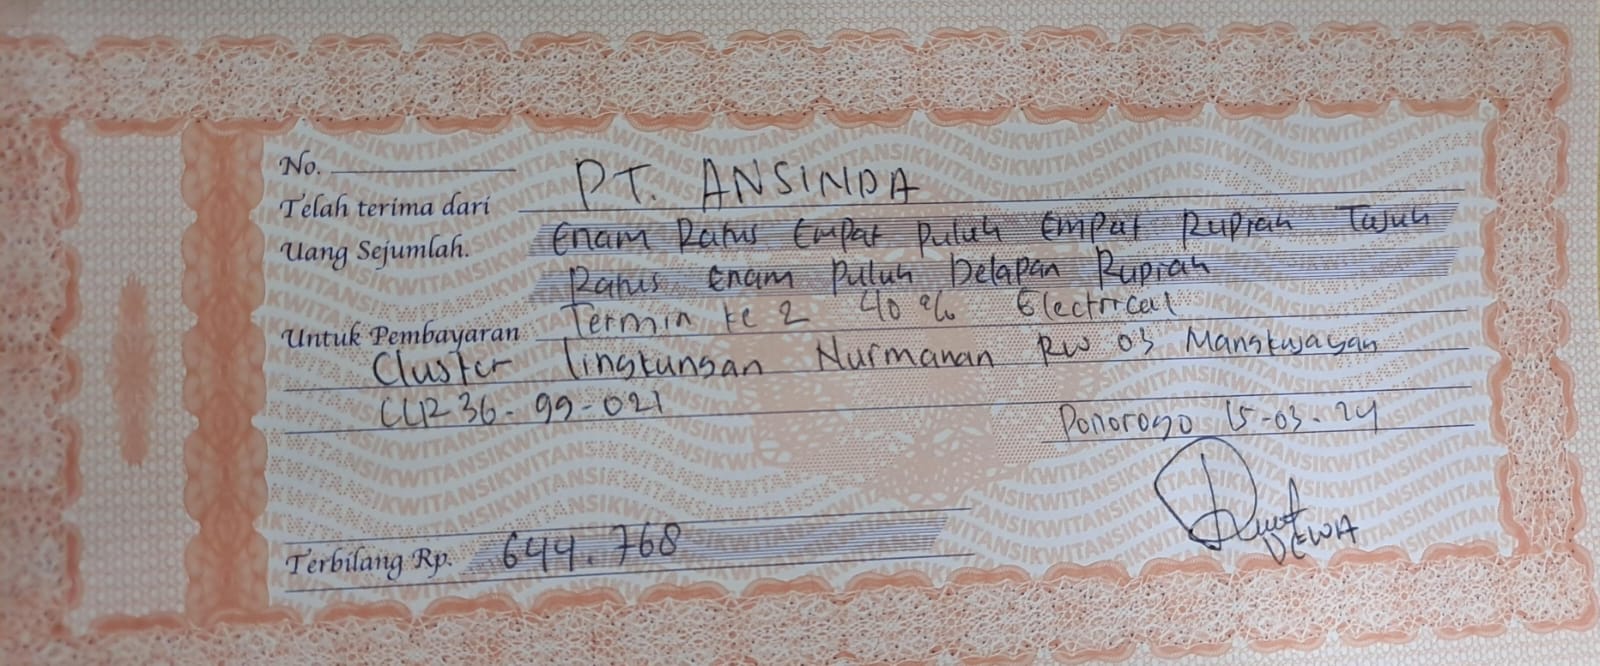 No.
Telah terima dari PT. ANSINDA
Uang Sejumlah. Enam Ratus Empat Puluh Empat Rupiah Tujuh
Ratus Enam Puluh Delapan Rupiah
Untuk Pembayaran Termin ke 2 40% Electrical
Cluster Lingkungan Nurmanan RW 03 Mangkujayan
CLR 36-99-021
Ponorogo 15-03-24
Terbilang Rp. 644.768
DEWA